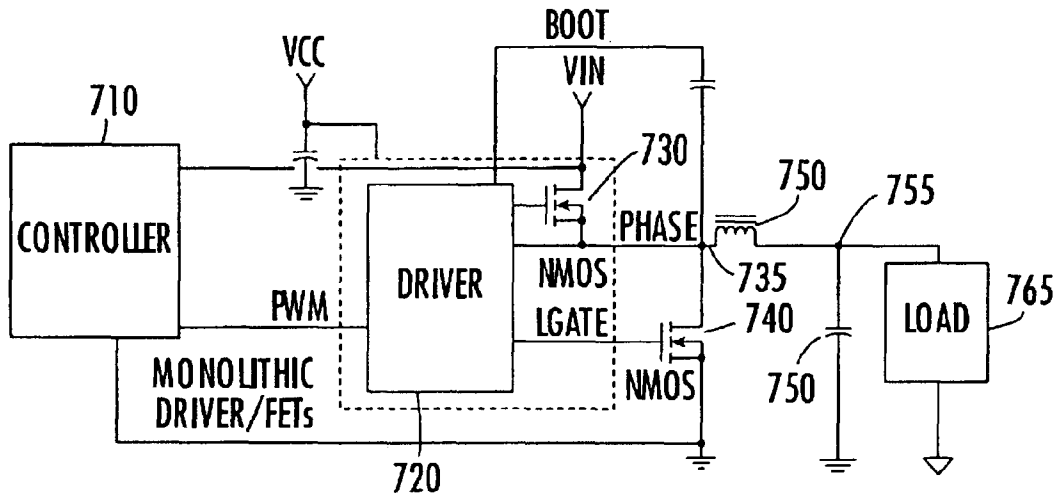 BOOT
VCC
VIN
710
730
750
755
CONTROLLER
PHASE
NMOS
735
DRIVER
765
LOAD
PWM
LGATE
740
NMOS
750
MONOLITHIC
DRIVER/FETs
720